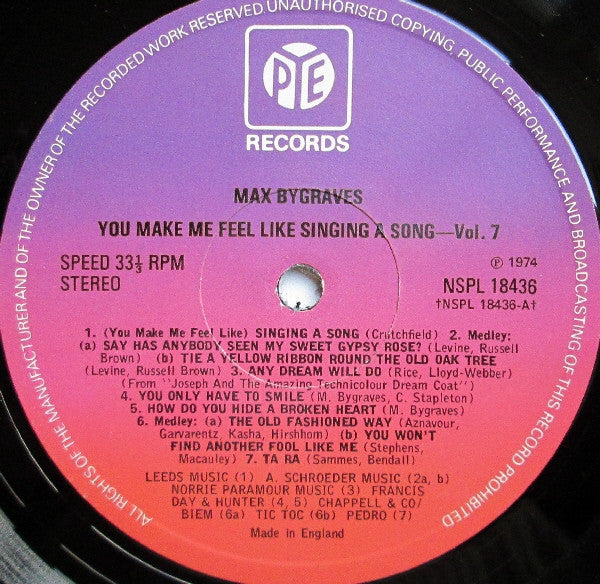 ALL RIGHTS OF THE MANUFACTURER AND OF THE OWNER OF THE RECORDED WORK RESERVED UNAUTHORISED COPYING, PUBLIC PERFORMANCE AND BROADCASTING OF THIS RECORD PROHIBITED
PYE
RECORDS
MAX BYGRAVES
YOU MAKE ME FEEL LIKE SINGING A SONG—Vol. 7
SPEED 33⅓ RPM
STEREO
℗ 1974
NSPL 18436
†NSPL 18436-A†
1. (You Make Me Feel Like) SINGING A SONG (Crutchfield) 2. Medley:
(a) SAY HAS ANYBODY SEEN MY SWEET GYPSY ROSE? (Levine, Russell
Brown) (b) TIE A YELLOW RIBBON ROUND THE OLD OAK TREE
(Levine, Russell Brown) 3. ANY DREAM WILL DO (Rice, Lloyd-Webber)
(From "Joseph And The Amazing Technicolour Dream Coat")
4. YOU ONLY HAVE TO SMILE (M. Bygraves, C. Stapleton)
5. HOW DO YOU HIDE A BROKEN HEART (M. Bygraves)
6. Medley: (a) THE OLD FASHIONED WAY (Aznavour,
Garvarentz, Kasha, Hirshhorn) (b) YOU WON'T
FIND ANOTHER FOOL LIKE ME (Stephens,
Macauley) 7. TA RA (Sammes, Bendall)
LEEDS MUSIC (1) A. SCHROEDER MUSIC (2a, b)
NORRIE PARAMOUR MUSIC (3) FRANCIS
DAY & HUNTER (4, 5) CHAPPELL & CO/
BIEM (6a) TIC TOC (6b) PEDRO (7)
Made in England